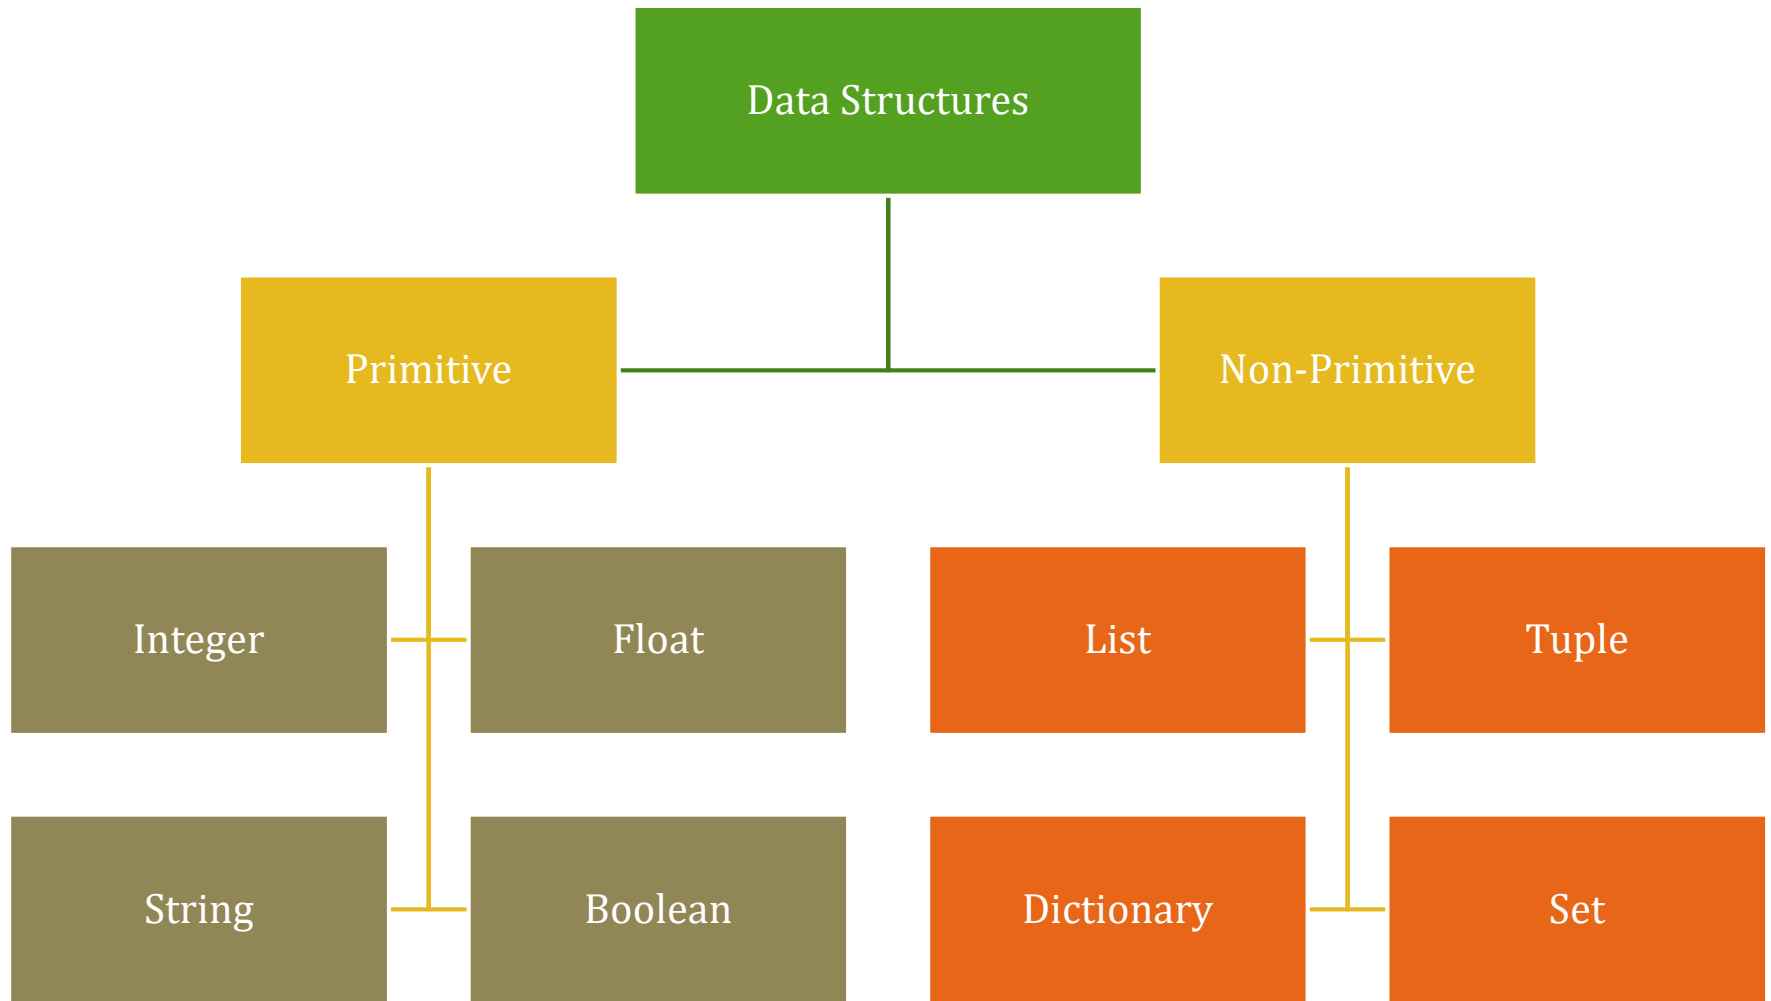 Data Structures
Primitive
Non-Primitive
Integer
Float
List
Tuple
String
Boolean
Dictionary
Set